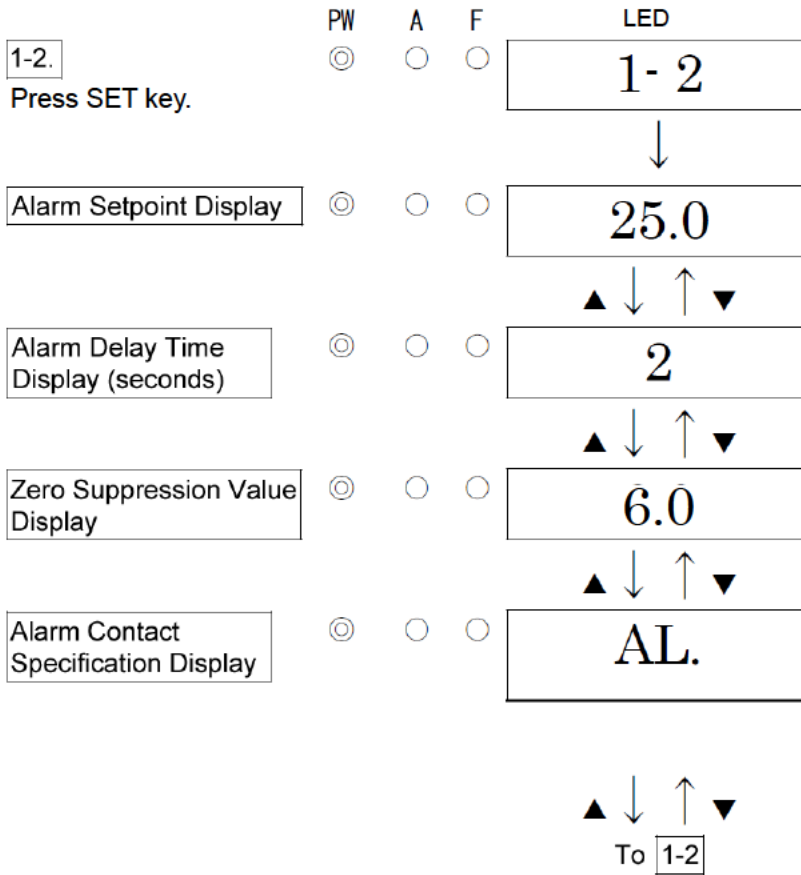 PW A F LED
1-2. ◎ ○ ○ 1- 2
Press SET key.
↓
Alarm Setpoint Display ◎ ○ ○ 25.0
▲ ↓ ↑ ▼
Alarm Delay Time
Display (seconds) ◎ ○ ○ 2
▲ ↓ ↑ ▼
Zero Suppression Value
Display ◎ ○ ○ 6.0
▲ ↓ ↑ ▼
Alarm Contact
Specification Display ◎ ○ ○ AL.
▲ ↓ ↑ ▼
To 1-2